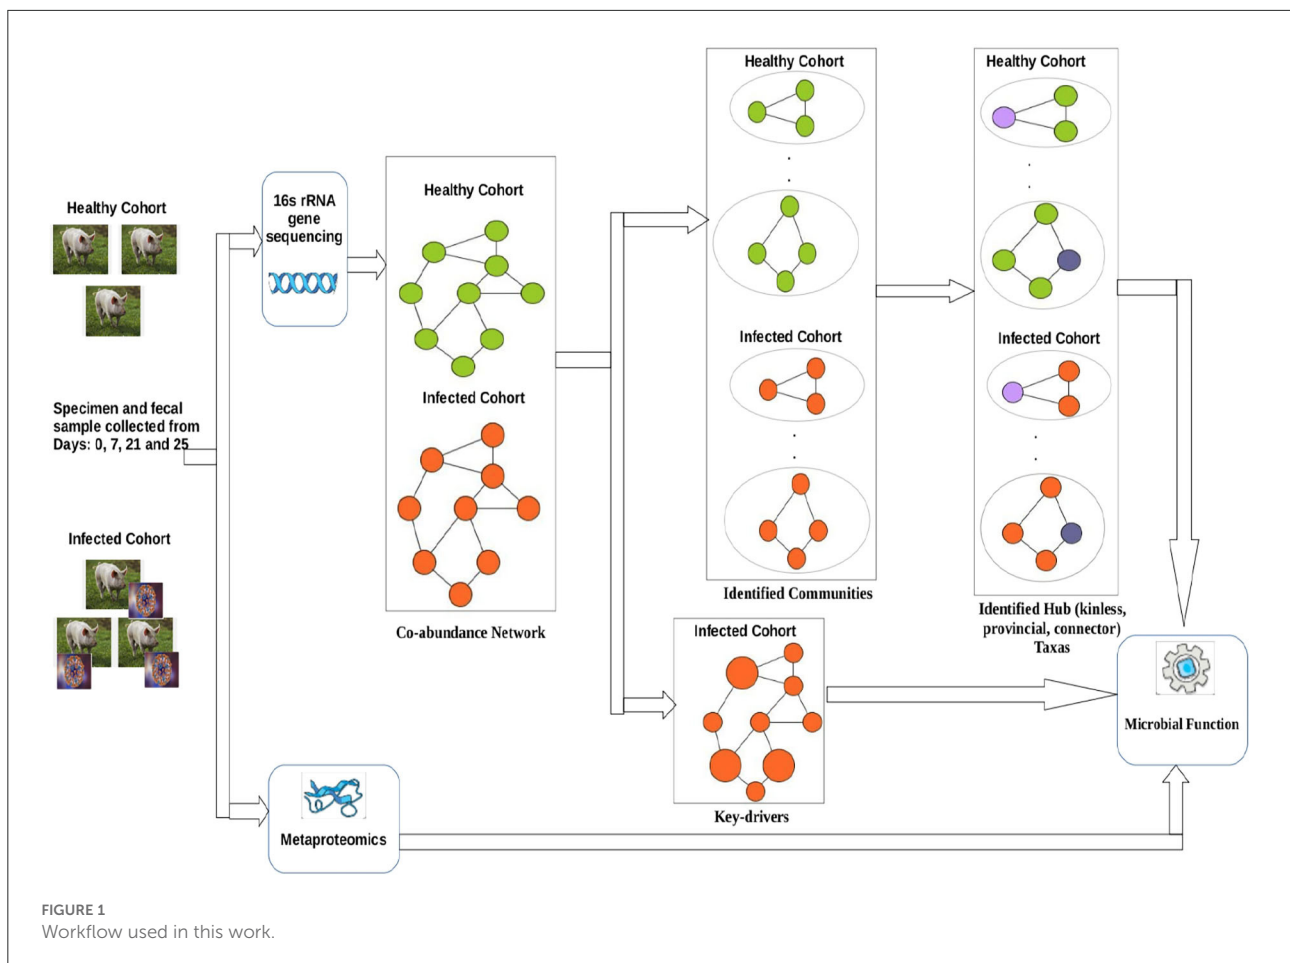 Healthy Cohort
Specimen and fecal
sample collected from
Days: 0, 7, 21 and 25
Infected Cohort
16s rRNA
gene
sequencing
Metaproteomics
Healthy Cohort
Infected Cohort
Co-abundance Network
Healthy Cohort
Infected Cohort
Identified Communities
Infected Cohort
Key-drivers
Healthy Cohort
Infected Cohort
Identified Hub (kinless,
provincial, connector)
Taxas
Microbial Function
FIGURE 1
Workflow used in this work.